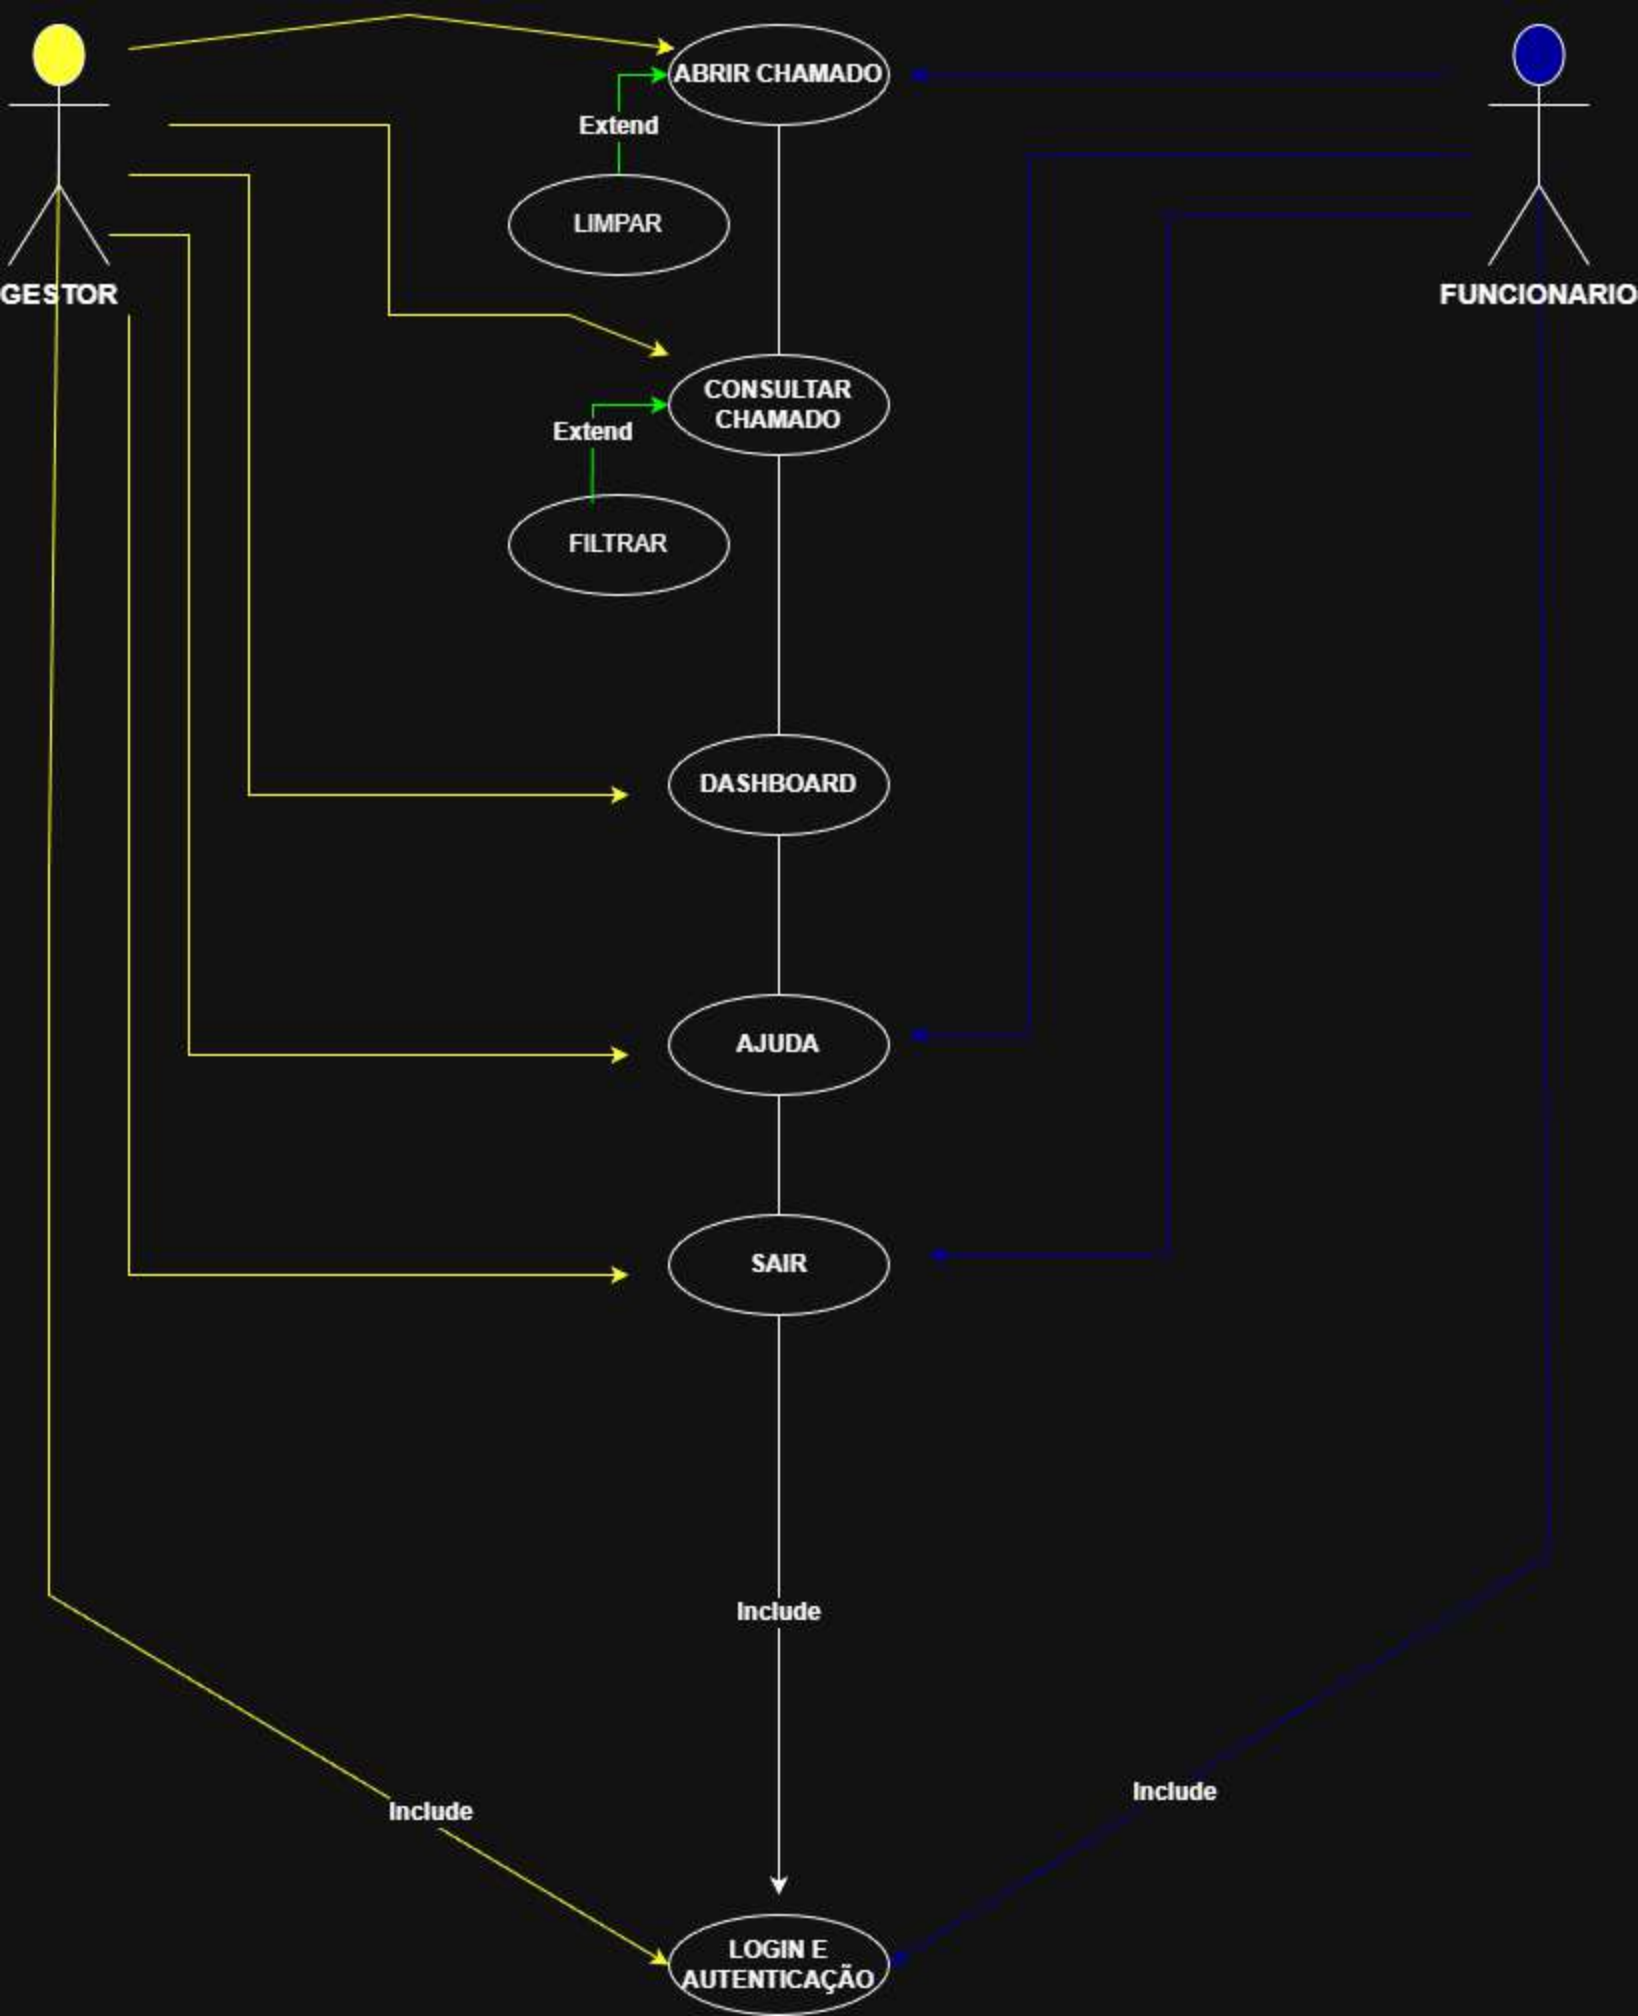 ABRIR CHAMADO
Extend
LIMPAR
GESTOR
FUNCIONARIO
CONSULTAR
CHAMADO
Extend
FILTRAR
DASHBOARD
AJUDA
SAIR
Include
Include
Include
LOGIN E
AUTENTICAÇÃO